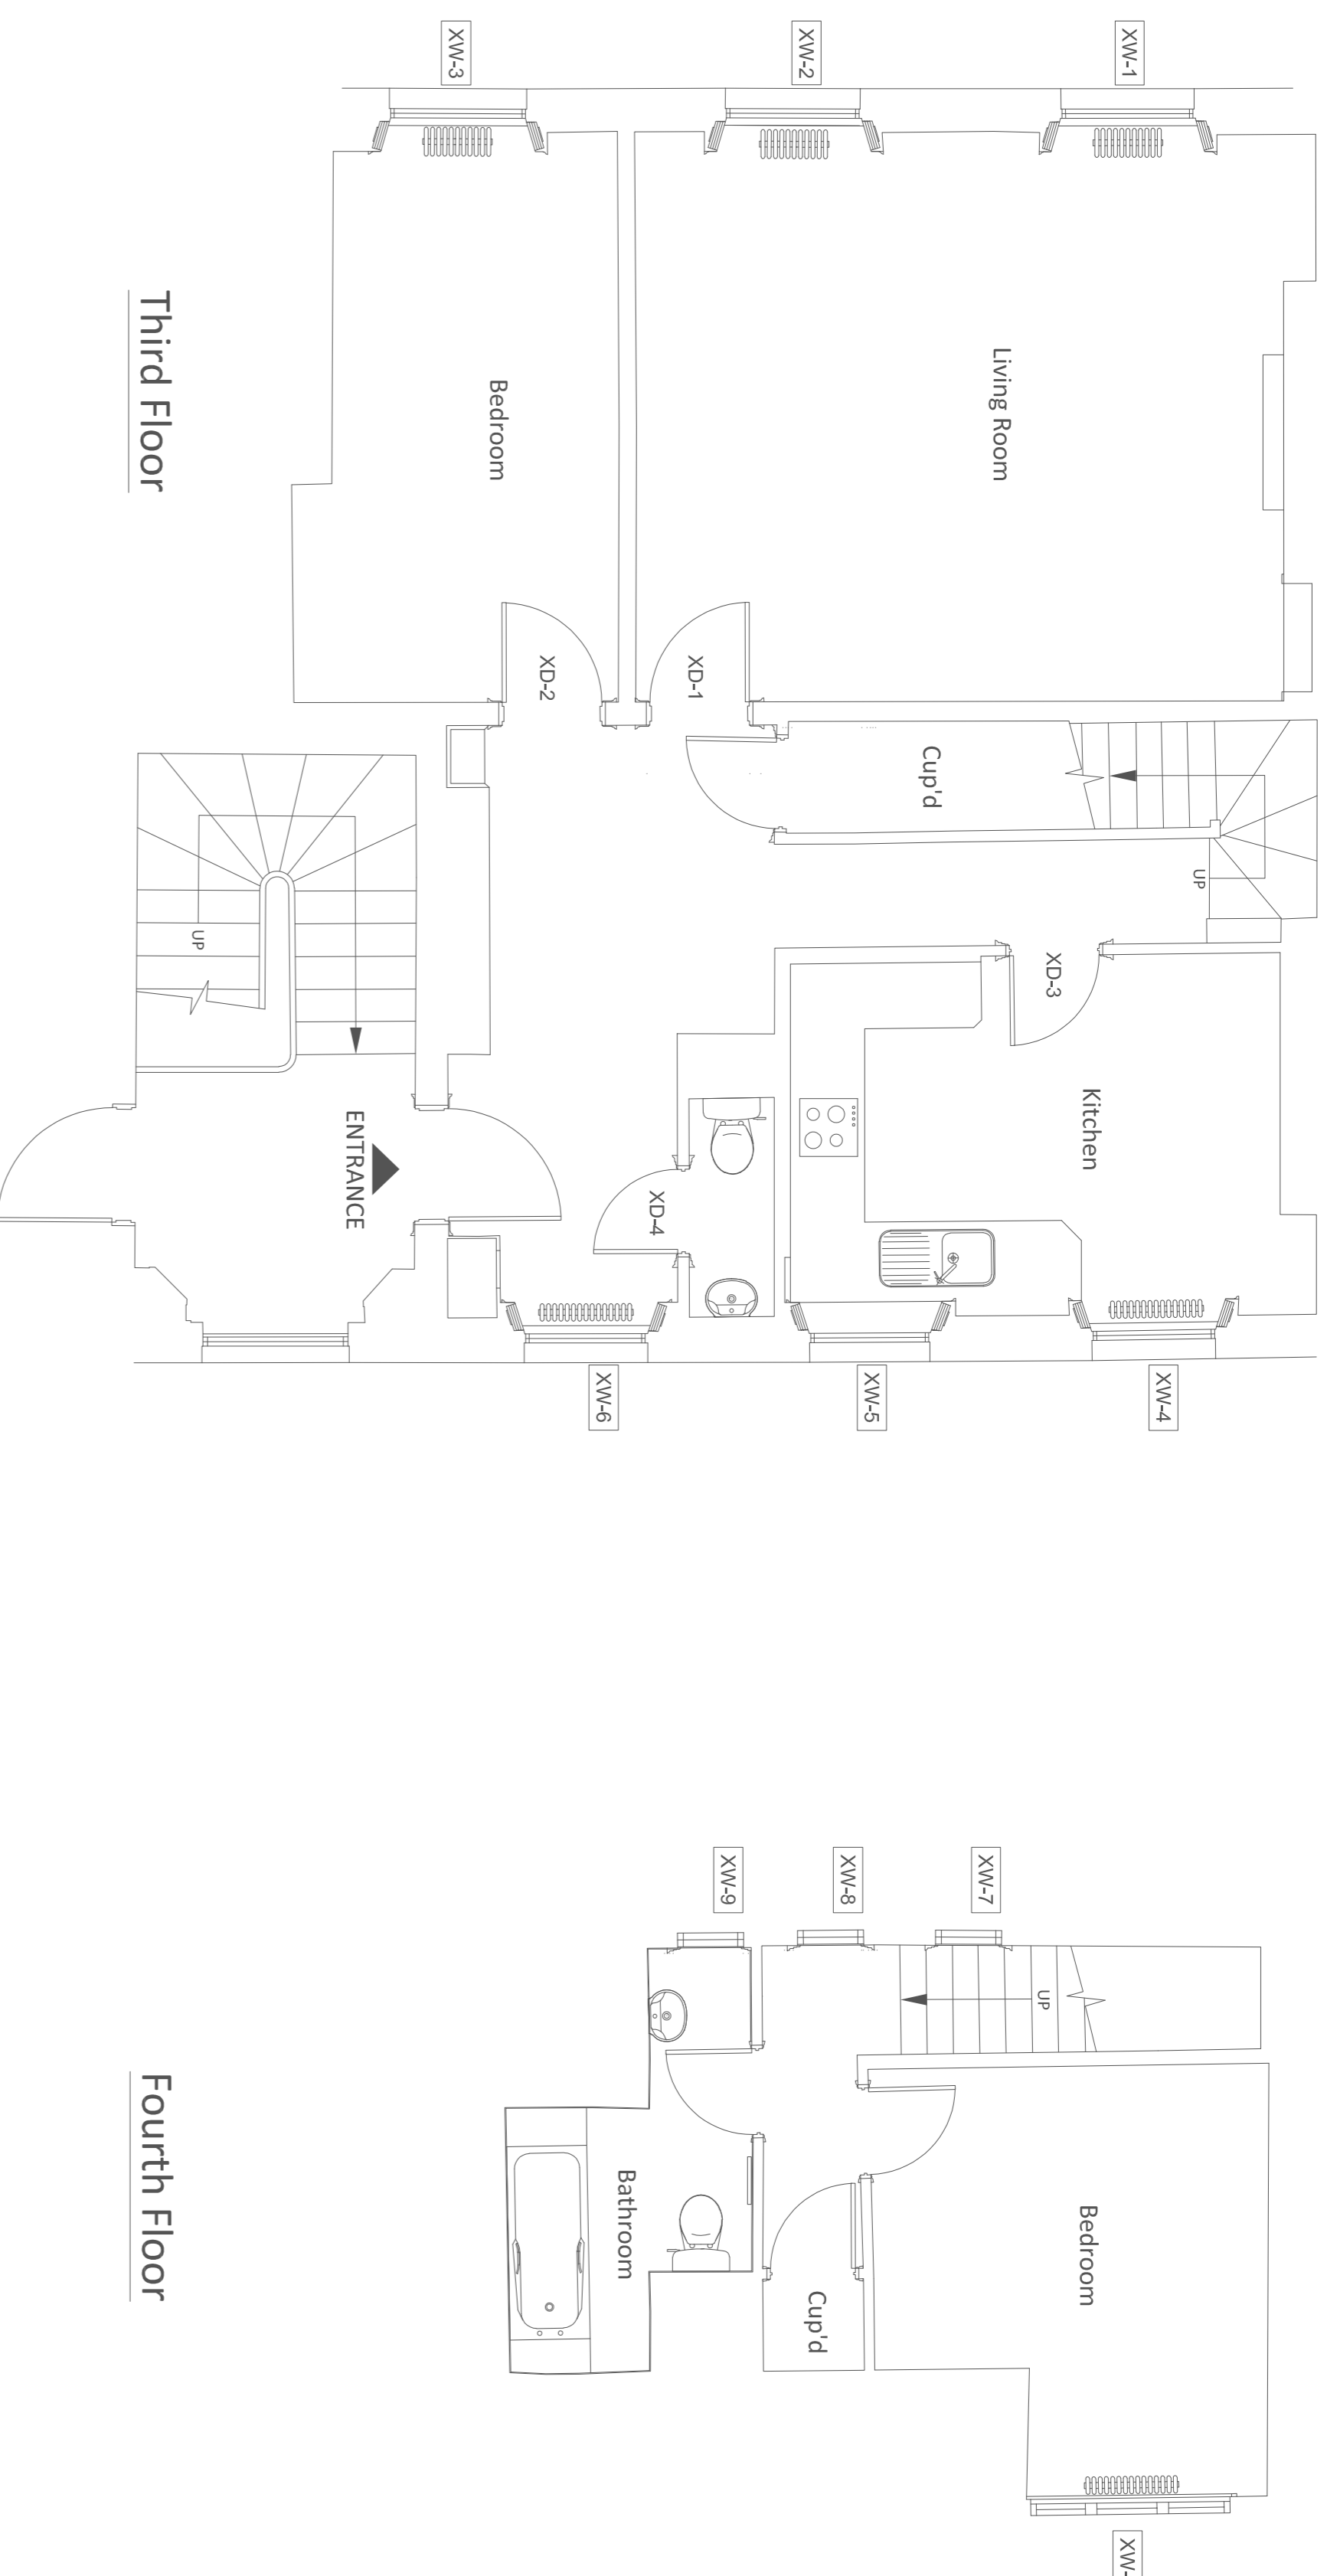 XW-1
XW-2
XW-3
Living Room
Bedroom
XD-1
XD-2
Cup'd
UP
XD-3
Kitchen
UP
XD-4
ENTRANCE
XW-4
XW-5
XW-6
Third Floor
XW-7
XW-8
XW-9
UP
Bedroom
Bathroom
Cup'd
XW-
Fourth Floor